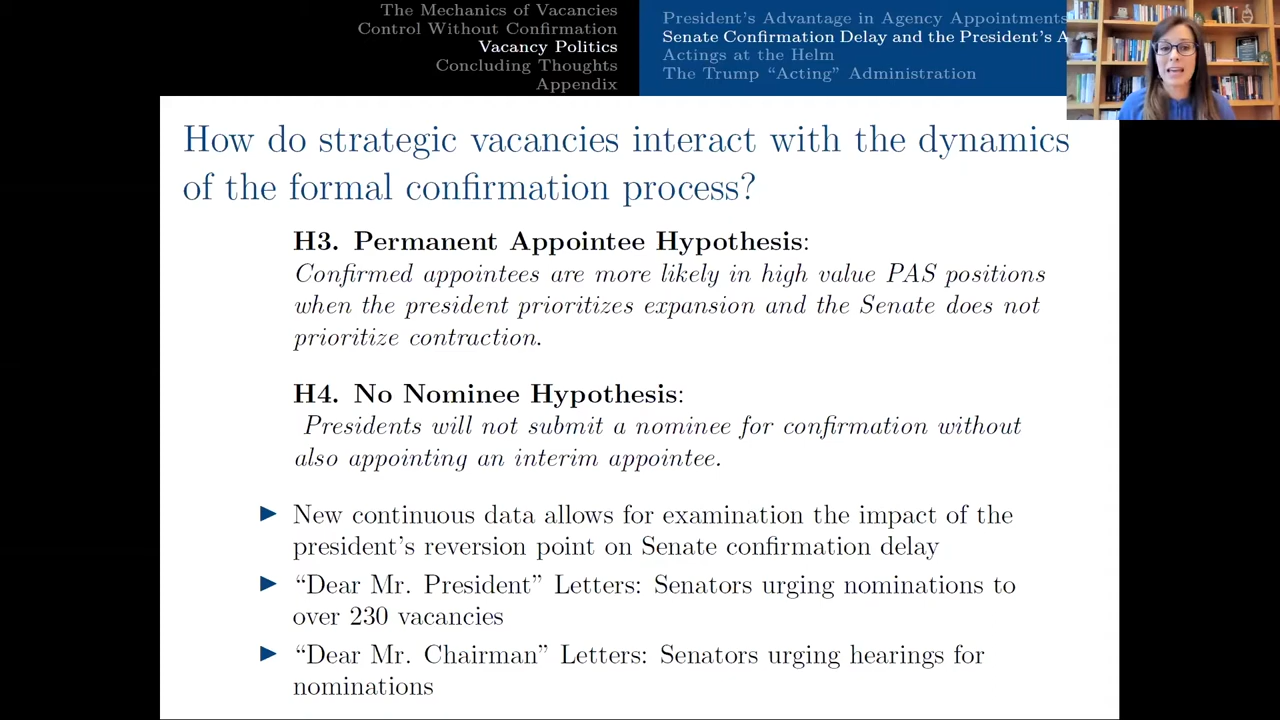 The Mechanics of Vacancies
Control Without Confirmation
Vacancy Politics
Concluding Thoughts
Appendix
President's Advantage in Agency Appointments
Senate Confirmation Delay and the President's A
Actings at the Helm
The Trump “Acting” Administration
How do strategic vacancies interact with the dynamics
of the formal confirmation process?
H3. Permanent Appointee Hypothesis:
Confirmed appointees are more likely in high value PAS positions
when the president prioritizes expansion and the Senate does not
prioritize contraction.
H4. No Nominee Hypothesis:
Presidents will not submit a nominee for confirmation without
also appointing an interim appointee.
New continuous data allows for examination the impact of the
president's reversion point on Senate confirmation delay
“Dear Mr. President” Letters: Senators urging nominations to
over 230 vacancies
“Dear Mr. Chairman” Letters: Senators urging hearings for
nominations